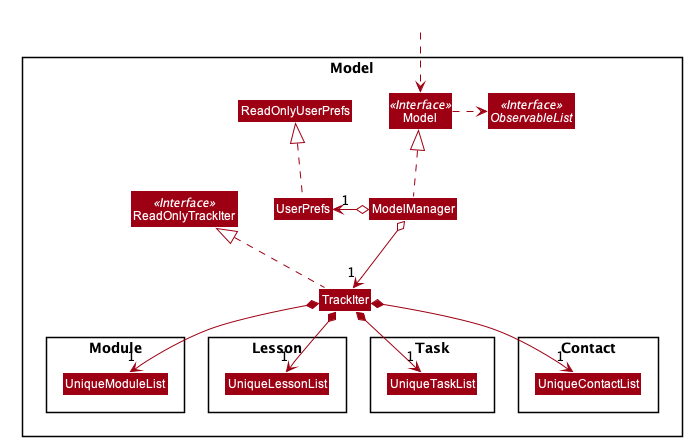 Model
ReadOnlyUserPrefs
«Interface»
Model
«Interface»
ObservableList
«Interface»
ReadOnlyTrackIter
UserPrefs
1
ModelManager
1
TrackIter
Module
Lesson
Task
Contact
1
1
1
1
UniqueModuleList
UniqueLessonList
UniqueTaskList
UniqueContactList